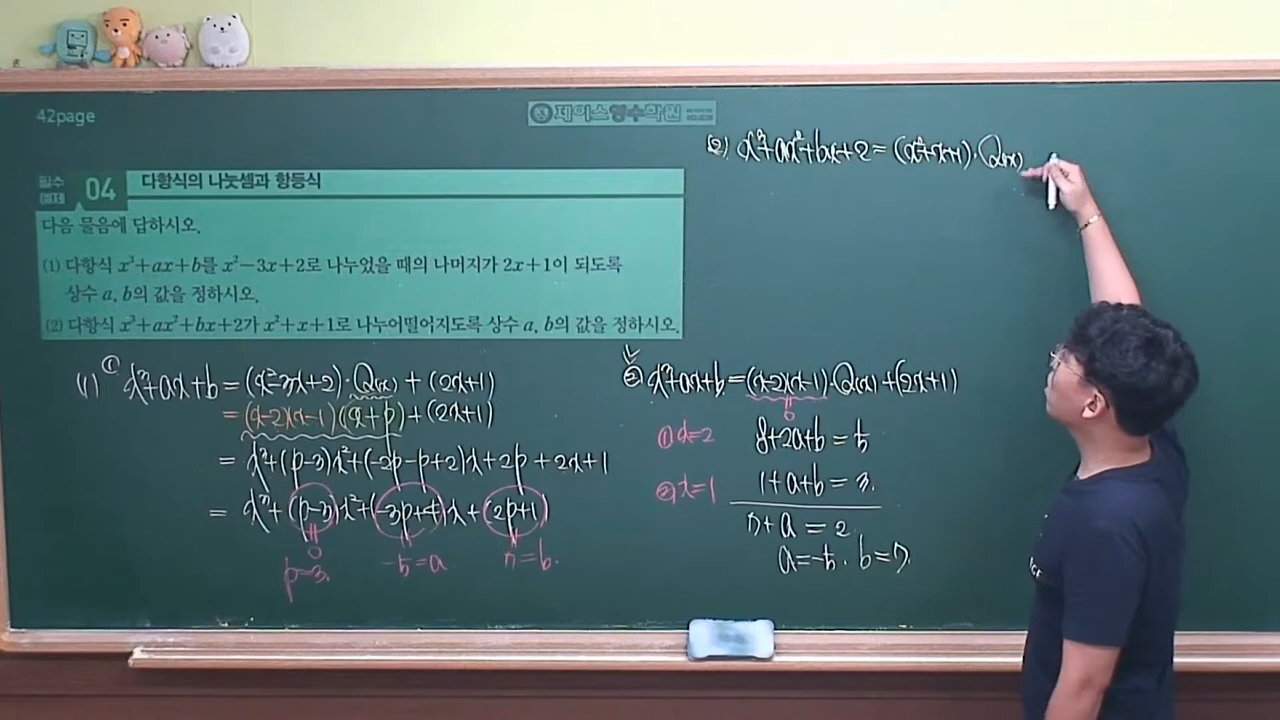 42page
제이스영수학원
필수 예제 04 다항식의 나눗셈과 항등식
다음 물음에 답하시오.
(1) 다항식 x³+ax+b를 x²-3x+2로 나누었을 때의 나머지가 2x+1이 되도록
상수 a, b의 값을 정하시오.
(2) 다항식 x³+ax²+bx+2가 x²+x+1로 나누어떨어지도록 상수 a, b의 값을 정하시오.
(1) ① x³+ax+b = (x²-3x+2)·Q(x) + (2x+1)
= (x-2)(x-1)(x+p) + (2x+1)
= x³+(p-3)x²+(-2p-p+2)x+2p+2x+1
= x³+(p-3)x²+(-3p+4)x+(2p+1)
0
p=3. -5=a 7=b.
② x³+ax+b=(x-2)(x-1)·Q(x)+(2x+1)
0
① x=2 8+2a+b=5
② x=1 1+a+b=3.
7+a=2.
a=-5. b=7.
(2) x³+ax²+bx+2=(x²+x+1)·Q(x)